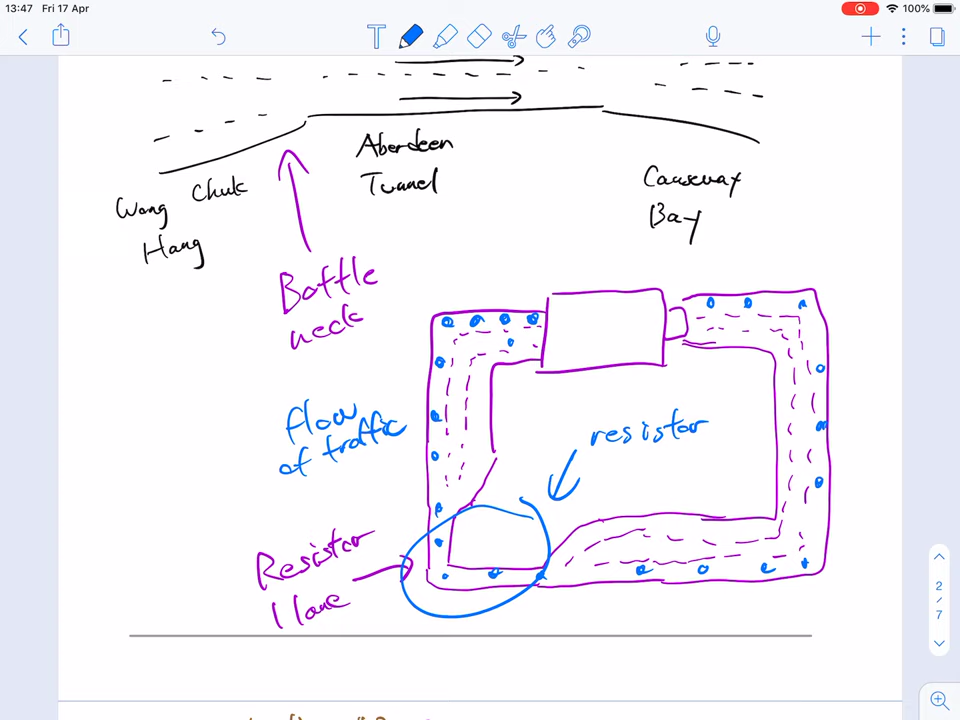 13:47 Fri 17 Apr
100%
T
Aberdeen
Tunnel
Wong Chuk
Hang
Causeway
Bay
Bottle
neck
flow
of traffic
resistor
Resistor
1 lane
2
/
7